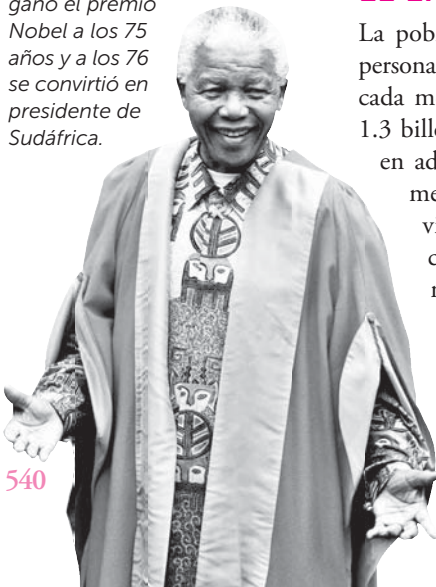 ganó el premio
Nobel a los 75
años y a los 76
se convirtió en
presidente de
Sudáfrica.
La pob
persona
cada m
1.3 bill
en ad
me
vi
c
540